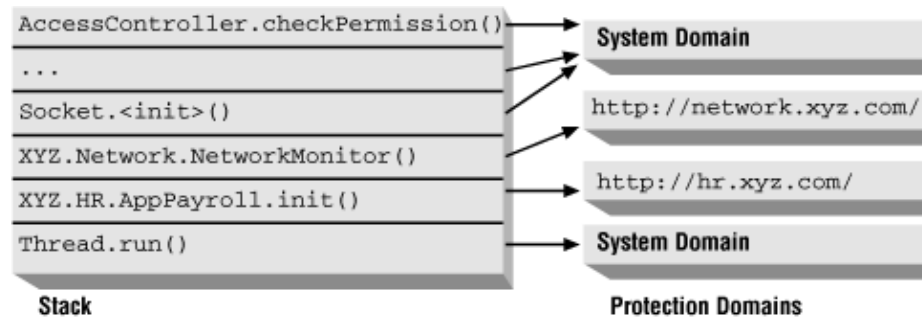 AccessController.checkPermission()
System Domain
...
Socket.<init>()
http://network.xyz.com/
XYZ.Network.NetworkMonitor()
http://hr.xyz.com/
XYZ.HR.AppPayroll.init()
Thread.run()
System Domain
Stack
Protection Domains